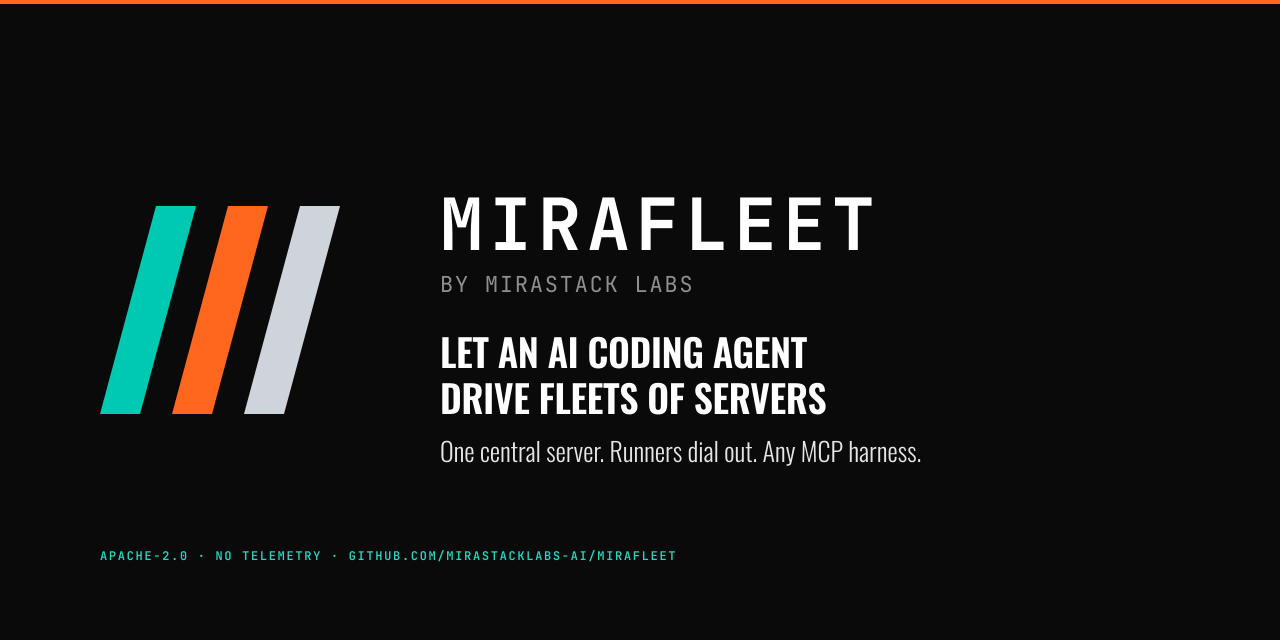 MIRAFLEET
BY MIRASTACK LABS
LET AN AI CODING AGENT
DRIVE FLEETS OF SERVERS
One central server. Runners dial out. Any MCP harness.
APACHE-2.0 · NO TELEMETRY · GITHUB.COM/MIRASTACKLABS-AI/MIRAFLEET